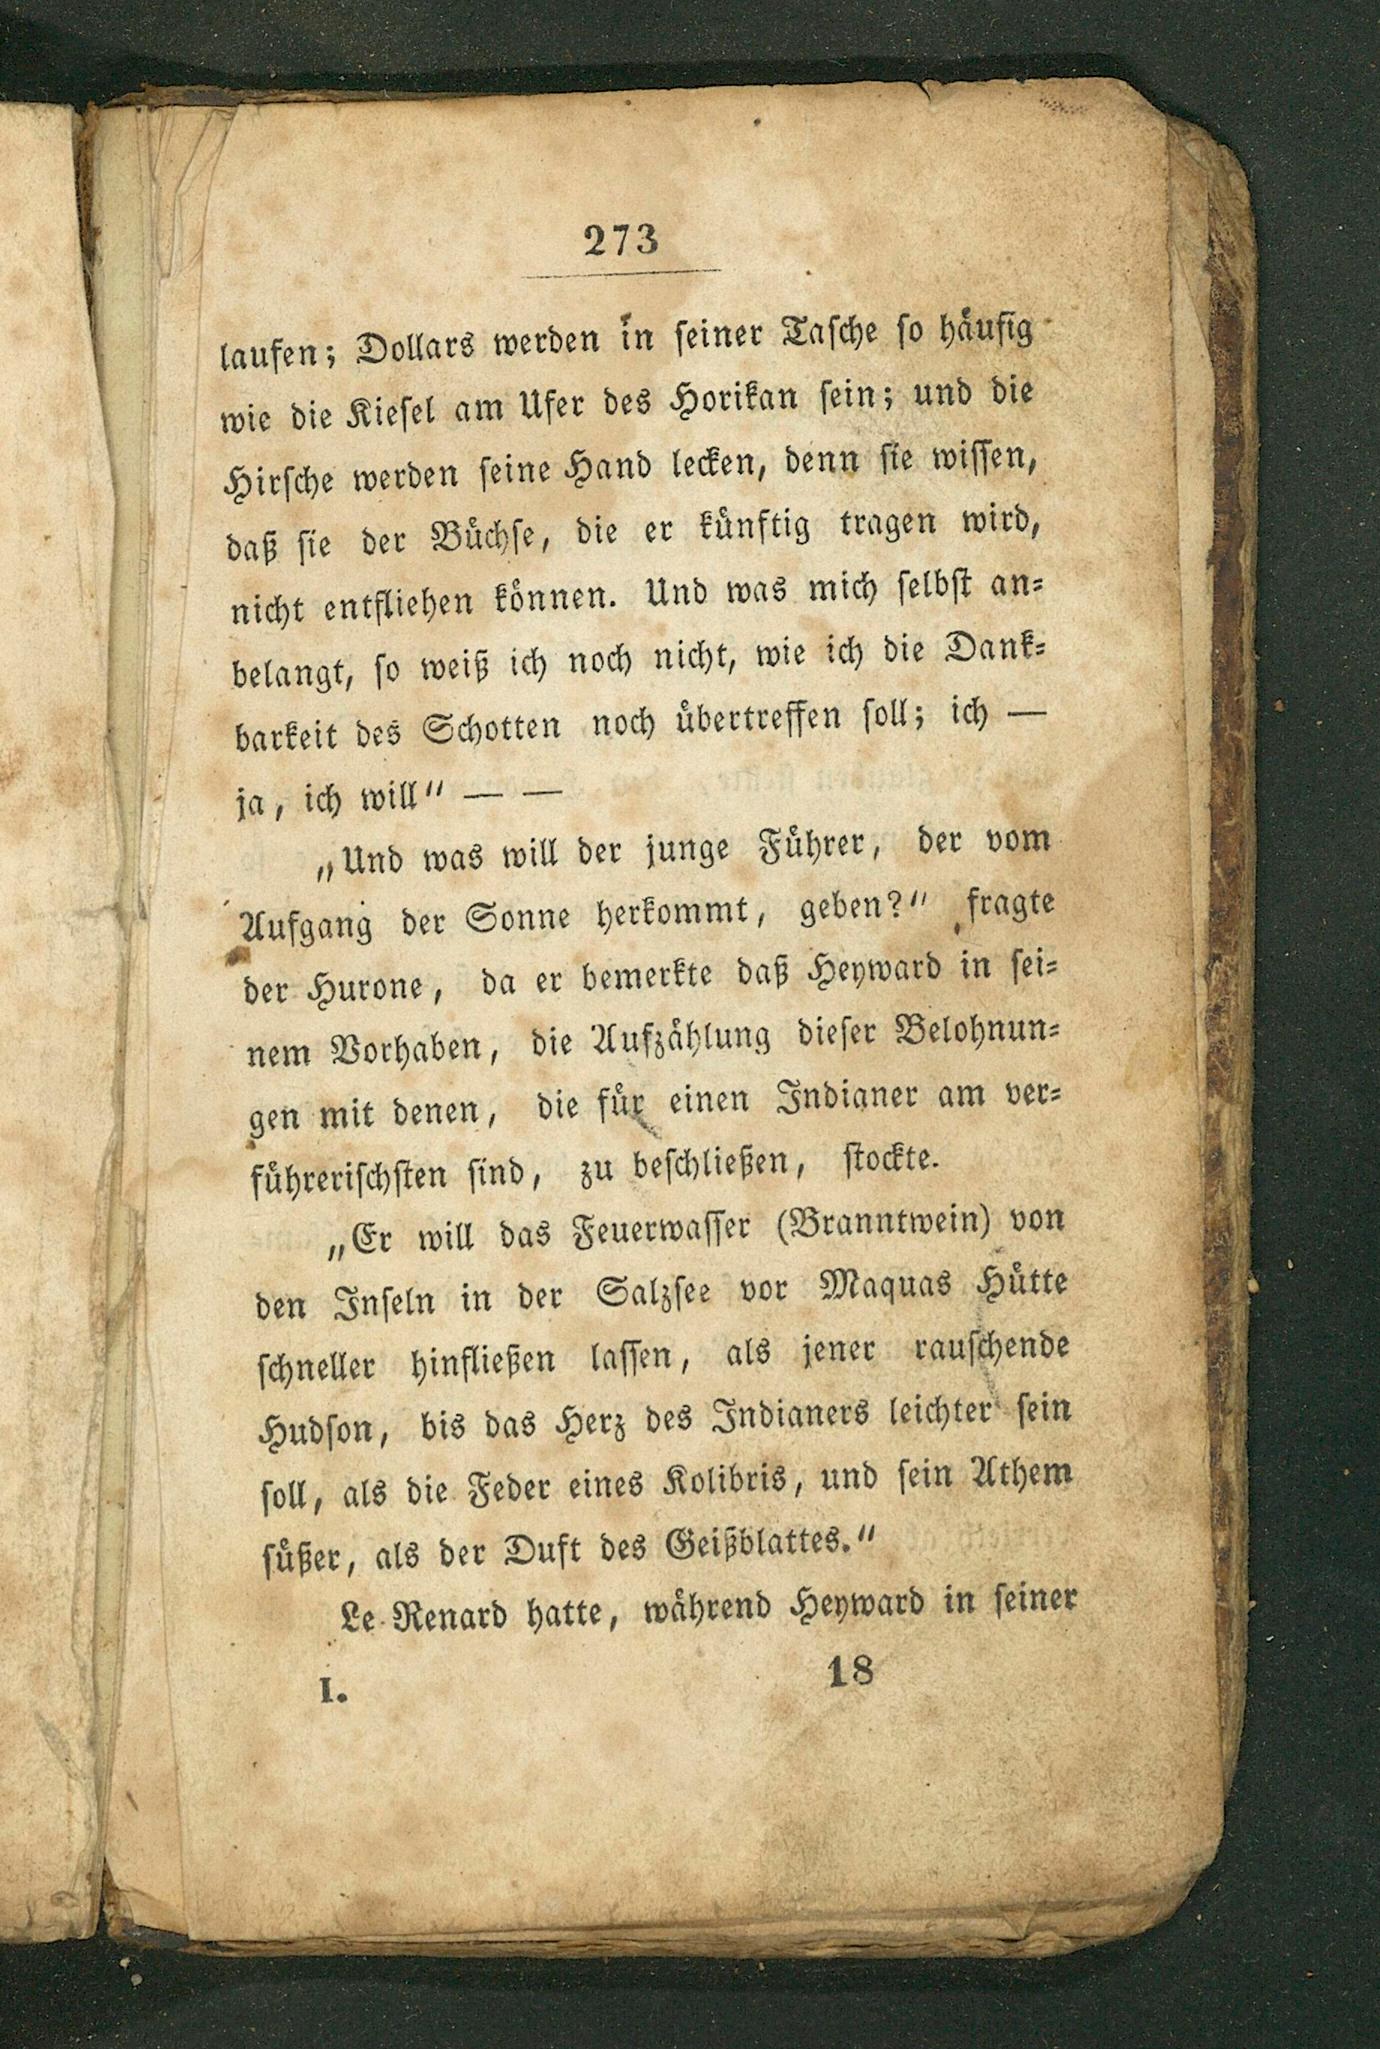 273
laufen; Dollars werden in seiner Tasche so häufig
wie die Kiesel am Ufer des Horikan sein; und die
Hirsche werden seine Hand lecken, denn sie wissen,
daß sie der Büchse, die er künftig tragen wird,
nicht entfliehen können. Und was mich selbst an-
belangt, so weiß ich noch nicht, wie ich die Dank-
barkeit des Schotten noch übertreffen soll; ich —
ja, ich will“ — —
„Und was will der junge Führer, der vom
Aufgang der Sonne herkommt, geben?“ fragte
der Hurone, da er bemerkte daß Heyward in sei-
nem Vorhaben, die Aufzählung dieser Belohnun-
gen mit denen, die für einen Indianer am ver-
führerischsten sind, zu beschließen, stockte.
„Er will das Feuerwasser (Branntwein) von
den Inseln in der Salzsee vor Maquas Hütte
schneller hinfließen lassen, als jener rauschende
Hudson, bis das Herz des Indianers leichter sein
soll, als die Feder eines Kolibris, und sein Athem
süßer, als der Duft des Geißblattes.“
Le Renard hatte, während Heyward in seiner
I. 18